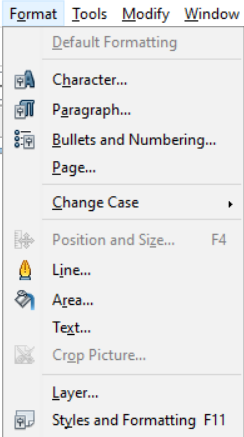 Format Tools Modify Window
Default Formatting
Character...
Paragraph...
Bullets and Numbering...
Page...
Change Case
Position and Size... F4
Line...
Area...
Text...
Crop Picture...
Layer...
Styles and Formatting F11